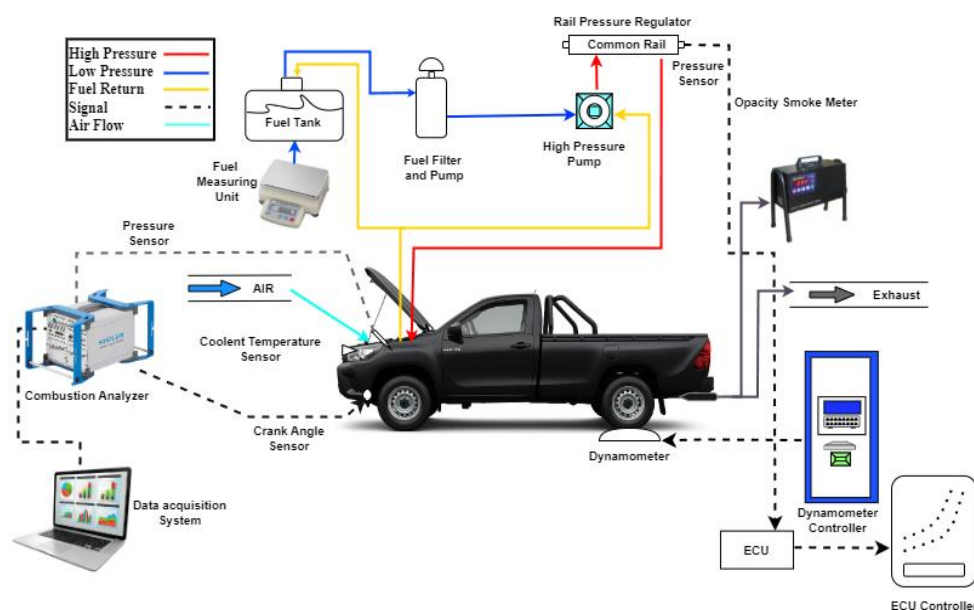 High Pressure
Low Pressure
Fuel Return
Signal
Air Flow
Rail Pressure Regulator
Common Rail
Pressure
Sensor
Opacity Smoke Meter
Fuel Tank
Fuel
Measuring
Unit
Fuel Filter
and Pump
High Pressure
Pump
Pressure
Sensor
AIR
Exhaust
Coolent Temperature
Sensor
Combustion Analyzer
Crank Angle
Sensor
Dynamometer
Data acquisition
System
Dynamometer
Controller
ECU
ECU Controller